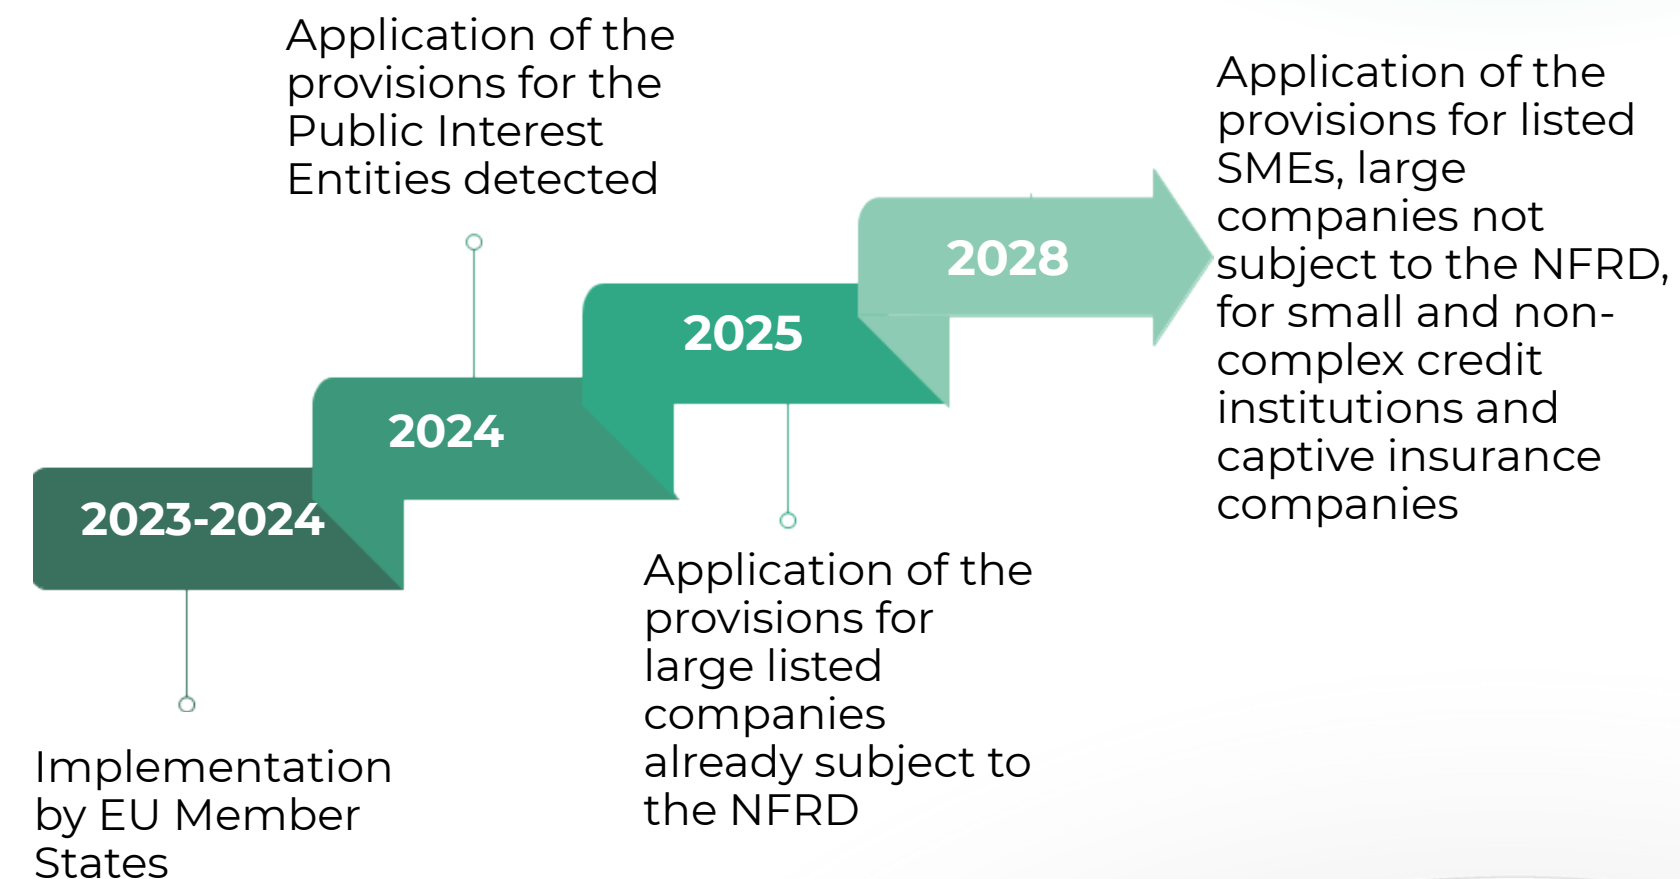 Application of the
provisions for the
Public Interest
Entities detected
Application of the
provisions for listed
SMEs, large
companies not
subject to the NFRD,
for small and non-
complex credit
institutions and
captive insurance
companies
2028
2025
2024
2023-2024
Application of the
provisions for
large listed
companies
already subject to
the NFRD
Implementation
by EU Member
States